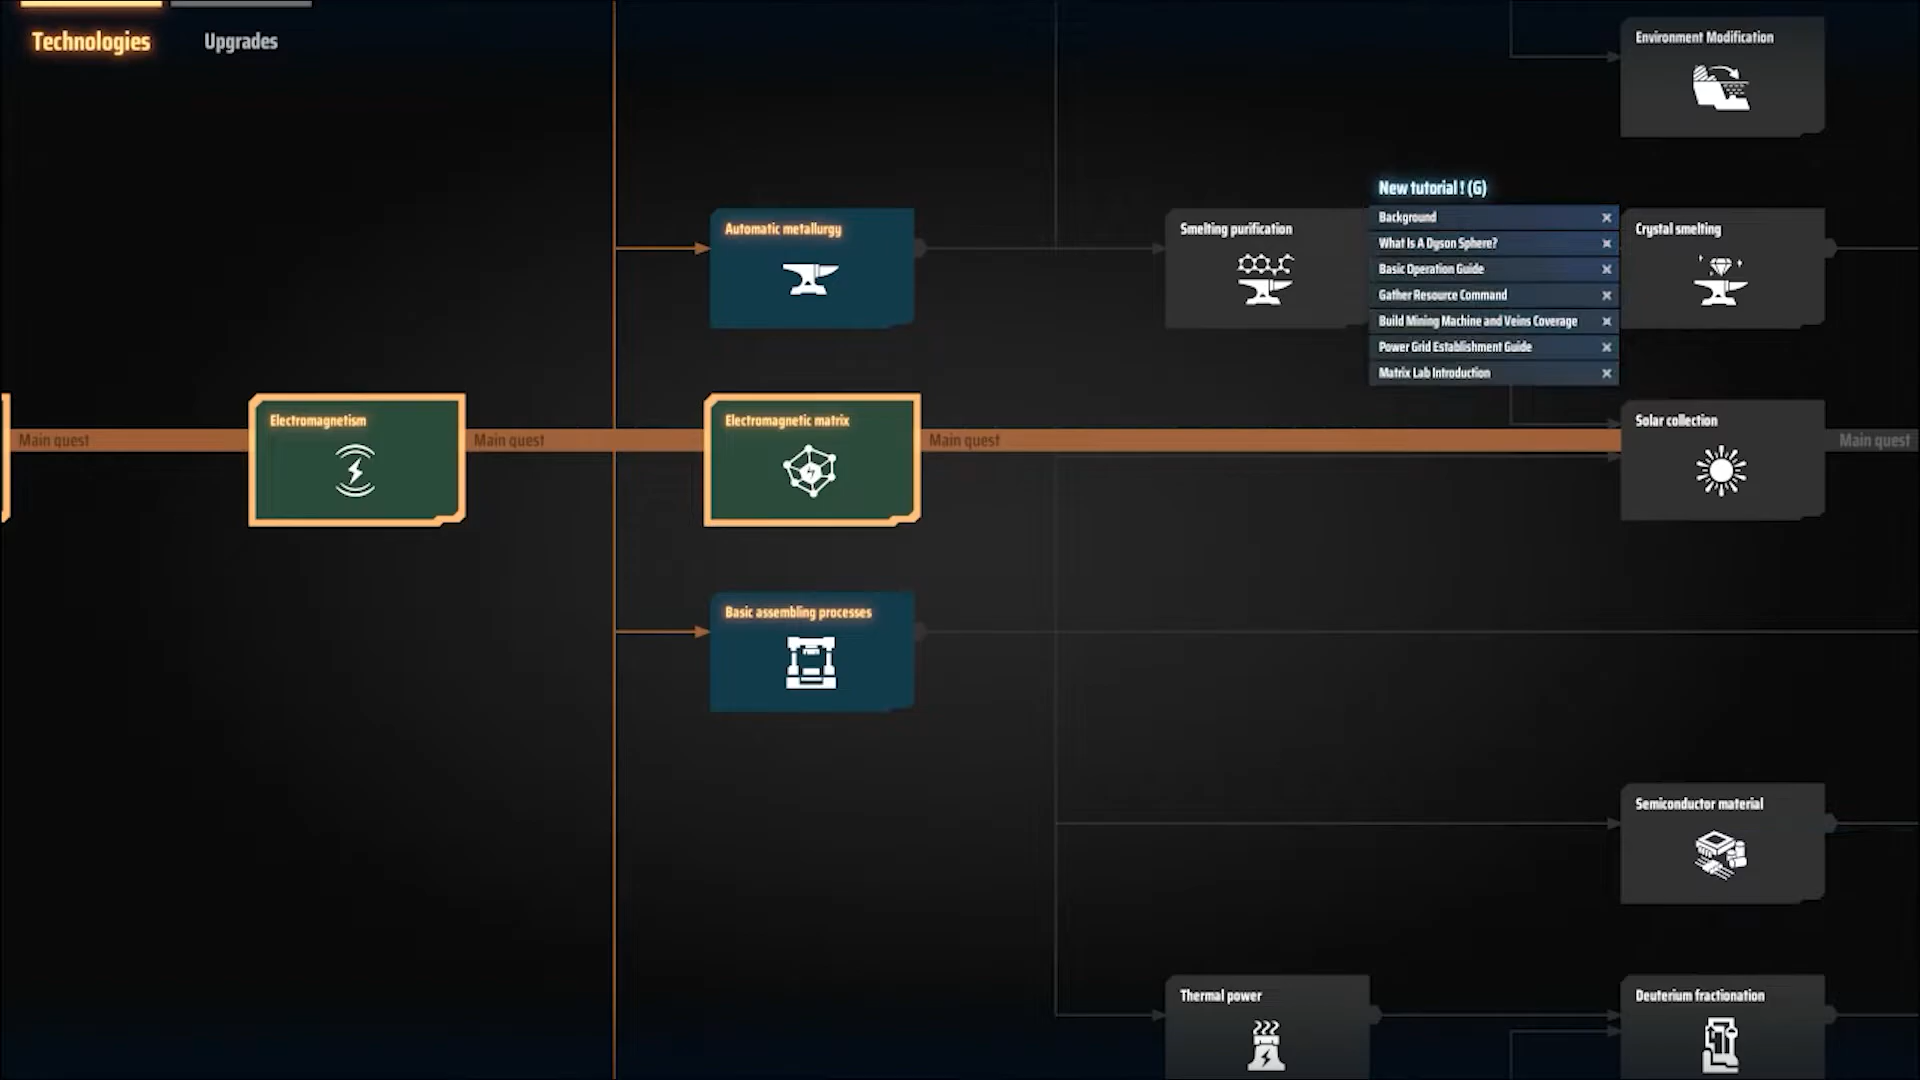 Technologies
Upgrades
Environment Modification
New tutorial ! (G)
Background
What Is A Dyson Sphere?
Basic Operation Guide
Gather Resource Command
Build Mining Machine and Veins Coverage
Power Grid Establishment Guide
Matrix Lab Introduction
Automatic metallurgy
Smelting purification
Crystal smelting
Main quest
Electromagnetism
Main quest
Electromagnetic matrix
Main quest
Solar collection
Main quest
Basic assembling processes
Semiconductor material
Thermal power
Deuterium fractionation